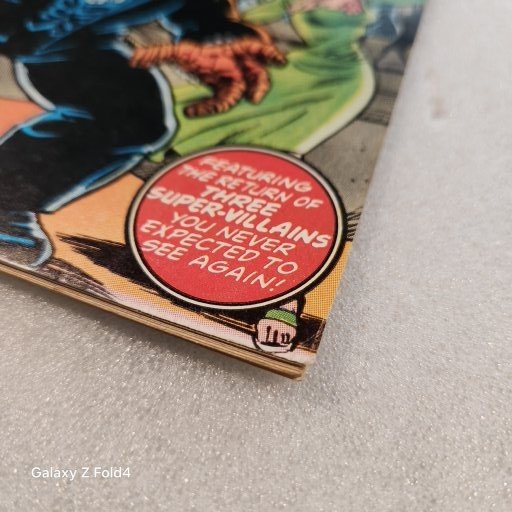 FEATURING
THE RETURN OF
THREE
SUPER-VILLAINS
YOU NEVER
EXPECTED TO
SEE AGAIN!
Galaxy Z Fold4